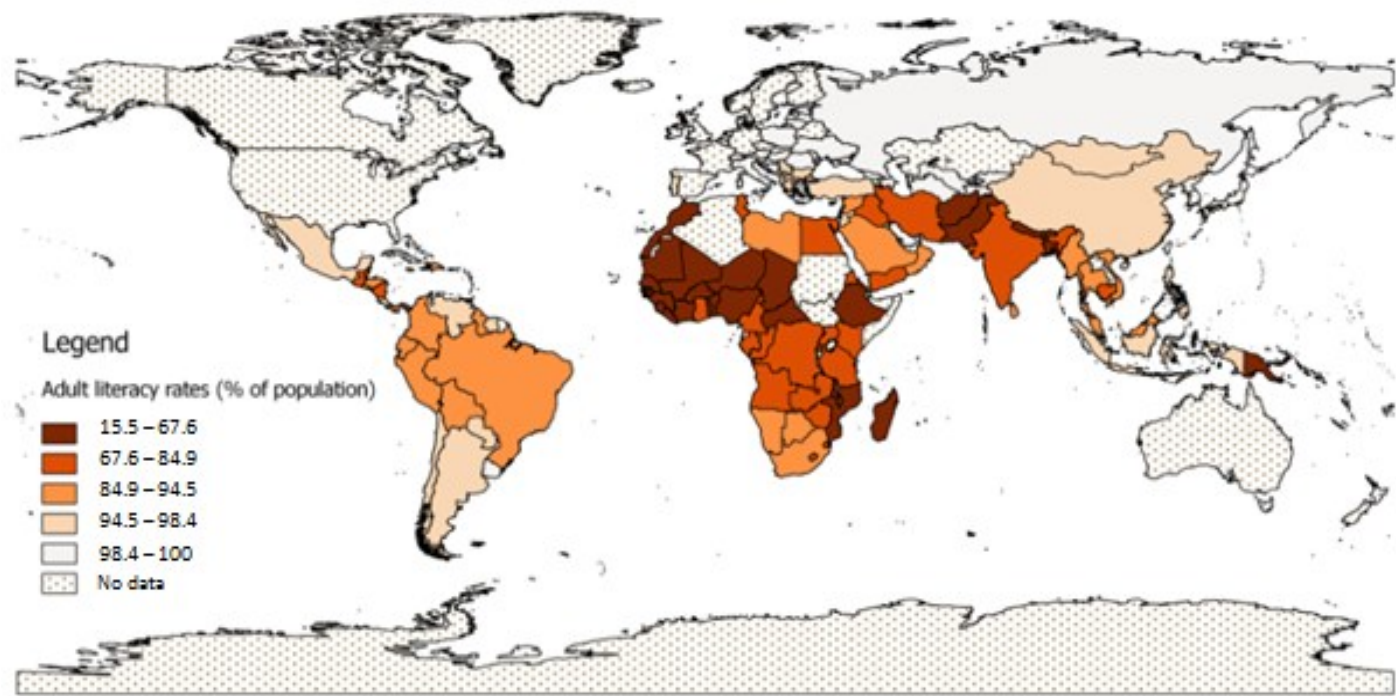 Legend
Adult literacy rates (% of population)
15.5 – 67.6
67.6 – 84.9
84.9 – 94.5
94.5 – 98.4
98.4 – 100
No data